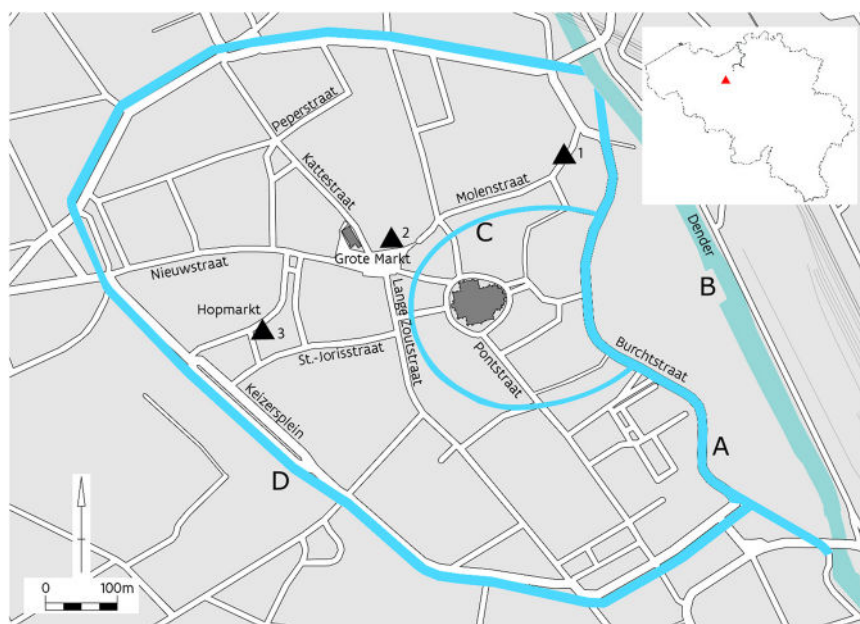 Peperstraat
Kattestraat
Molenstraat
1
2
C
Grote Markt
Nieuwstraat
Dender
B
Hopmarkt
3
Lange Zoutstraat
St.-Jorisstraat
Pontstraat
Burchtstraat
Keizersplein
A
D
0 100m